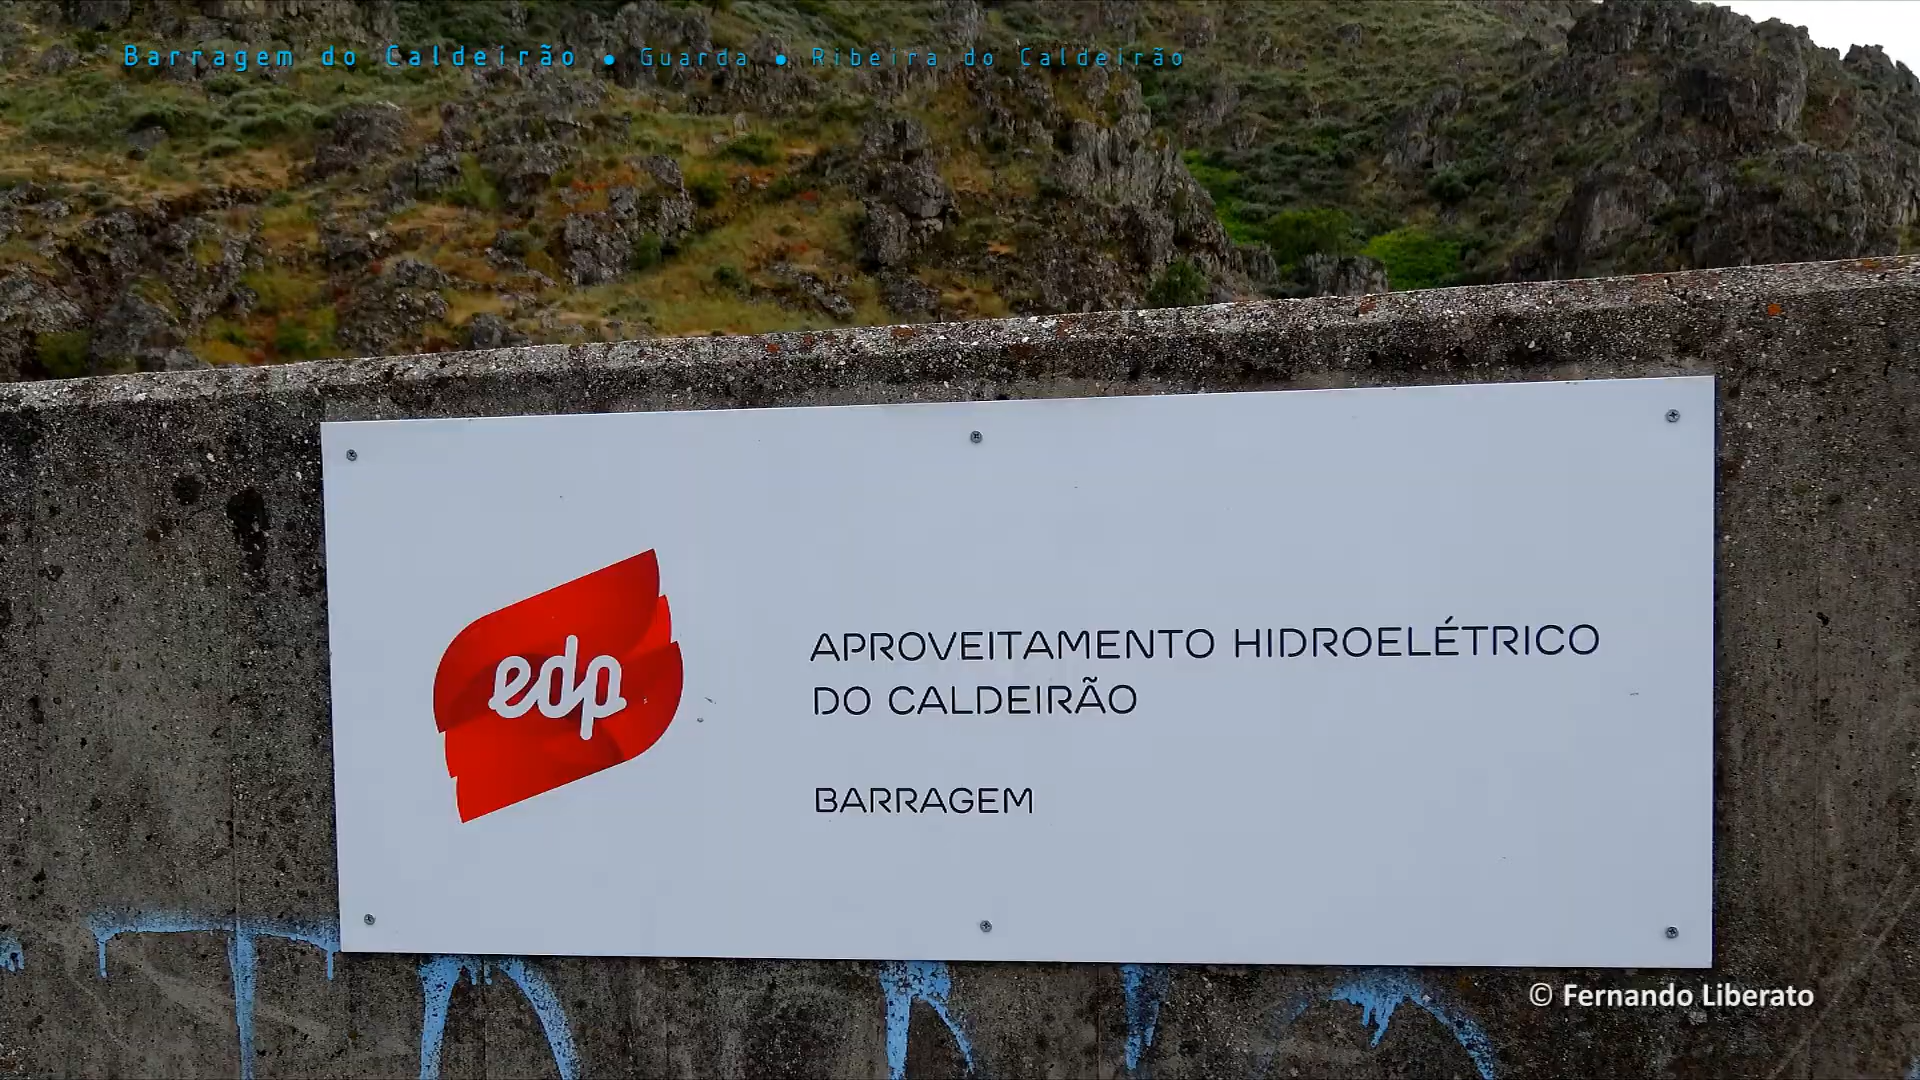 Barragem do Caldeirão • Guarda • Ribeira do Caldeirão
edp
APROVEITAMENTO HIDROELÉTRICO
DO CALDEIRÃO
BARRAGEM
© Fernando Liberato